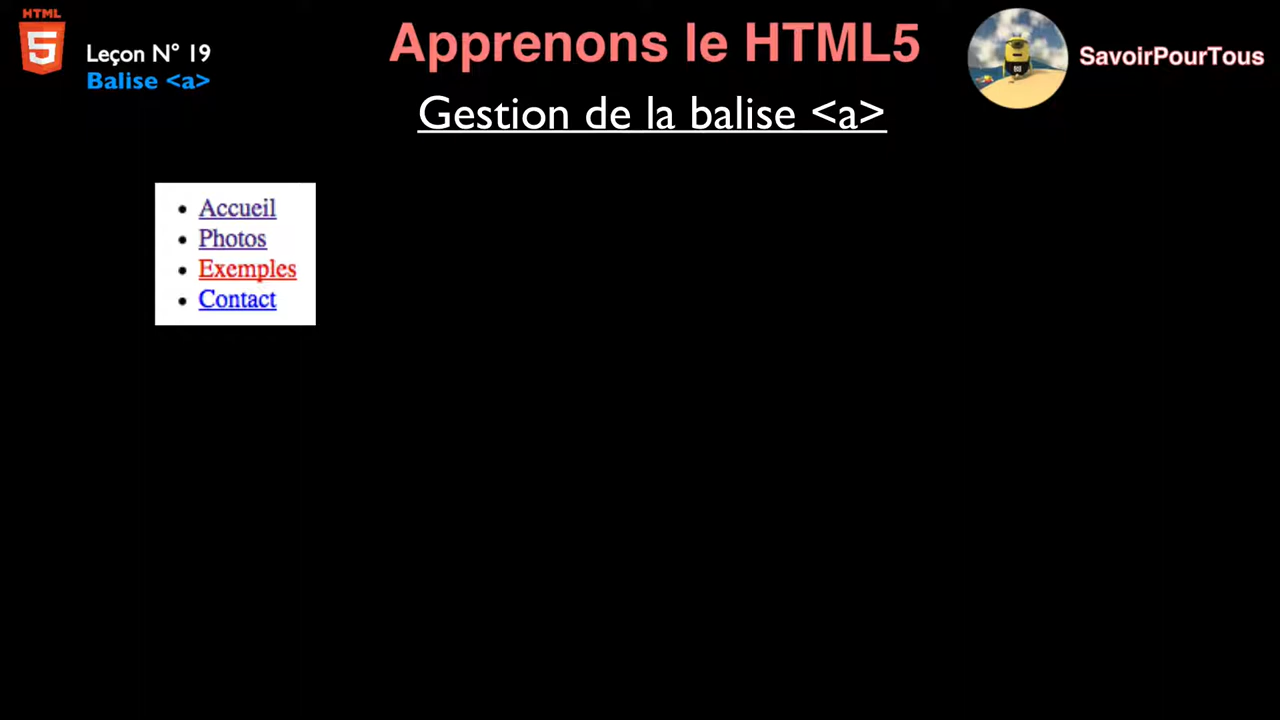 HTML
5
Leçon N° 19
Balise <a>
Apprenons le HTML5
Gestion de la balise <a>
SavoirPourTous
• Accueil
• Photos
• Exemples
• Contact